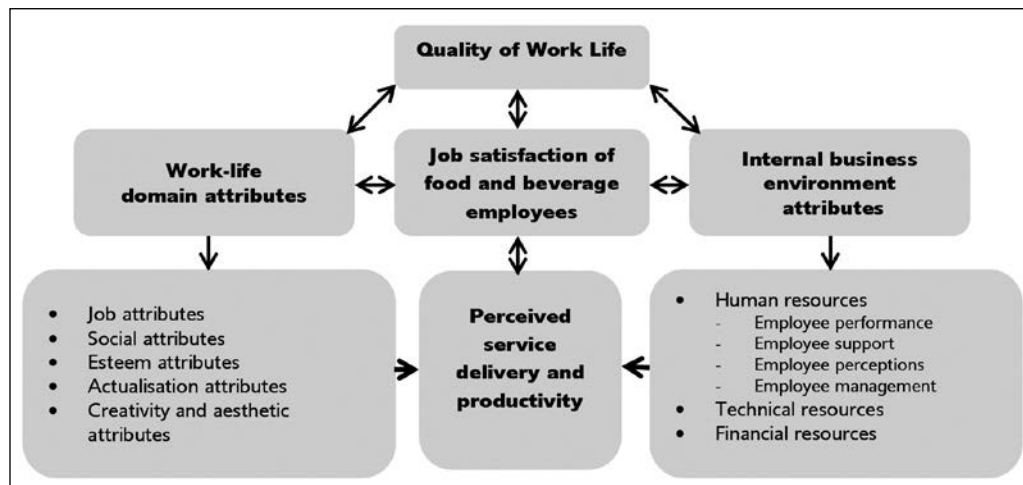 Quality of Work Life
Work-life
domain attributes
Job satisfaction of
food and beverage
employees
Internal business
environment
attributes
• Job attributes
• Social attributes
• Esteem attributes
• Actualisation attributes
• Creativity and aesthetic
attributes
Perceived
service
delivery and
productivity
• Human resources
- Employee performance
- Employee support
- Employee perceptions
- Employee management
• Technical resources
• Financial resources